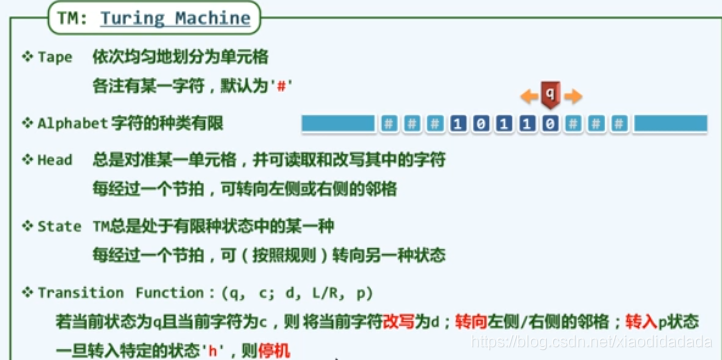 TM: Turing Machine
❖ Tape 依次均匀地划分为单元格
各注有某一字符，默认为'#'
q
❖ Alphabet 字符的种类有限
# # # 1 0 1 1 0 # # #
❖ Head 总是对准某一单元格，并可读取和改写其中的字符
每经过一个节拍，可转向左侧或右侧的邻格
❖ State TM总是处于有限种状态中的某一种
每经过一个节拍，可（按照规则）转向另一种状态
❖ Transition Function：(q, c; d, L/R, p)
若当前状态为q且当前字符为c，则将当前字符改写为d；转向左侧/右侧的邻格；转入p状态
一旦转入特定的状态'h'，则停机
https://blog.csdn.net/xiaodidadada